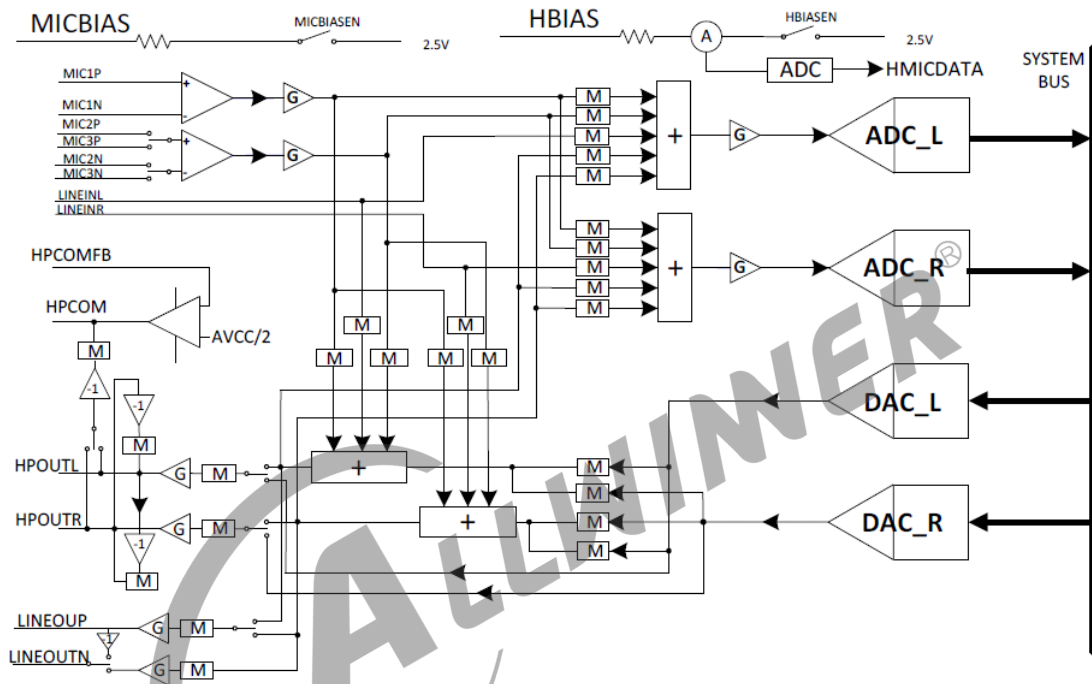 MICBIAS
MICBIASEN
2.5V
HBIAS
A
HBIASEN
2.5V
ADC
HMICDATA
SYSTEM
BUS
MIC1P
MIC1N
MIC2P
MIC3P
MIC2N
MIC3N
+
-
G
+
-
G
LINEINL
LINEINR
M
M
M
M
M
+
G
ADC_L
M
M
M
M
M
+
G
ADC_R
HPCOMFB
HPCOM
AVCC/2
M
-1
-1
M
M
M
M
M
M
M
DAC_L
HPOUTL
G
M
+
M
M
HPOUTR
G
M
+
M
M
DAC_R
-1
M
LINEOUP
G
M
-1
LINEOUTN
G
M
ALLWINNER®